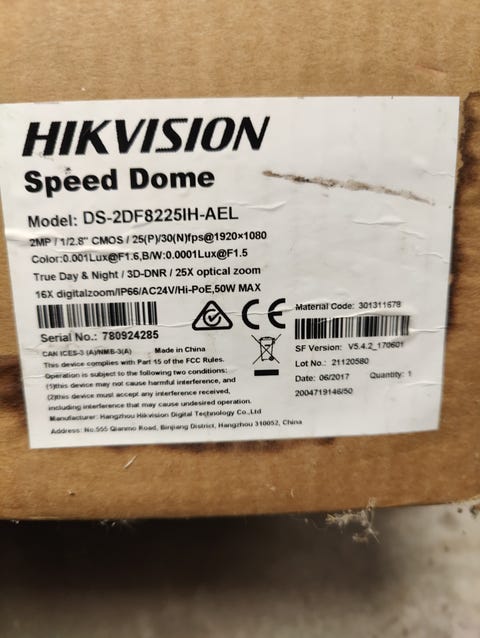 HIKVISION
Speed Dome
Model: DS-2DF8225IH-AEL
2MP / 1/2.8" CMOS / 25(P)/30(N)fps@1920×1080
Color:0.001Lux@F1.6,B/W:0.0001Lux@F1.5
True Day & Night / 3D-DNR / 25X optical zoom
16X digitalzoom/IP66/AC24V/Hi-PoE,50W MAX
CE
Serial No.: 780924285
CAN ICES-3 (A)/NMB-3(A) Made in China
This device complies with Part 15 of the FCC Rules.
Operation is subject to the following two conditions:
(1)this device may not cause harmful interference, and
(2)this device must accept any interference received,
including interference that may cause undesired operation.
Manufacturer: Hangzhou Hikvision Digital Technology Co.,Ltd
Address: No.555 Qianmo Road, Binjiang District, Hangzhou 310052, China
Material Code: 301311678
SF Version: V5.4.2_170601
Lot No.: 21120580
Date: 06/2017 Quantity: 1
2004719146/50